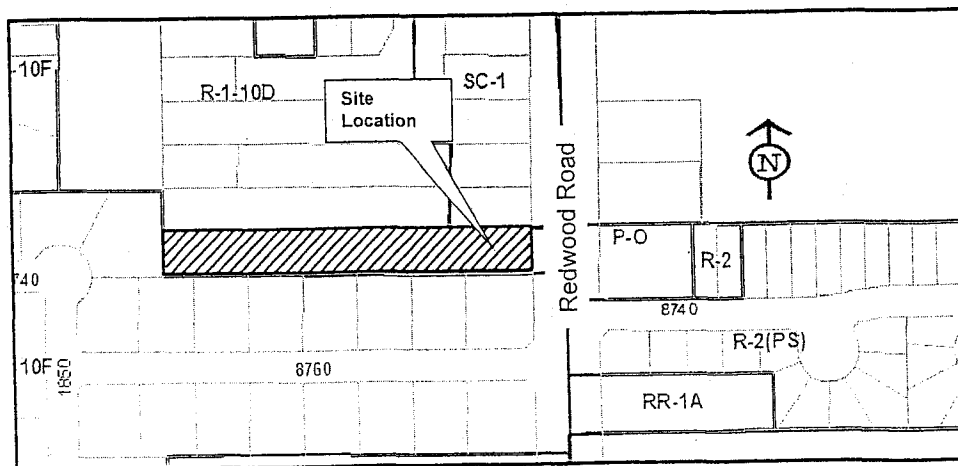 -10F
R-1-10D
SC-1
Site
Location
Redwood Road
N
P-O
R-2
740
8740
R-2(PS)
10F
1850
8760
RR-1A